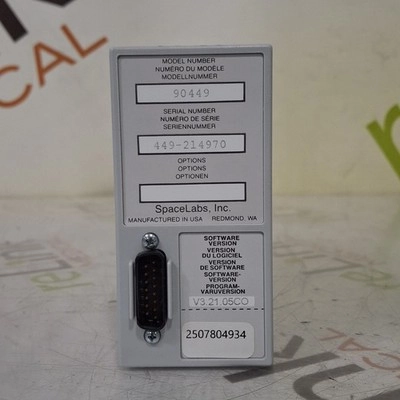 MODEL NUMBER
NUMÉRO DU MODÈLE
MODELLNUMMER
90449
SERIAL NUMBER
NUMÉRO DE SÉRIE
SERIENNUMMER
449-214970
OPTIONS
OPTIONS
OPTIONEN
SpaceLabs, Inc.
MANUFACTURED IN USA REDMOND, WA
SOFTWARE
VERSION
VERSION
DU LOGICIEL
VERSION
DE SOFTWARE
SOFTWARE-
VERSION
PROGRAM-
VARUVERSION
V3.21.05CO
2507804934
ICAL